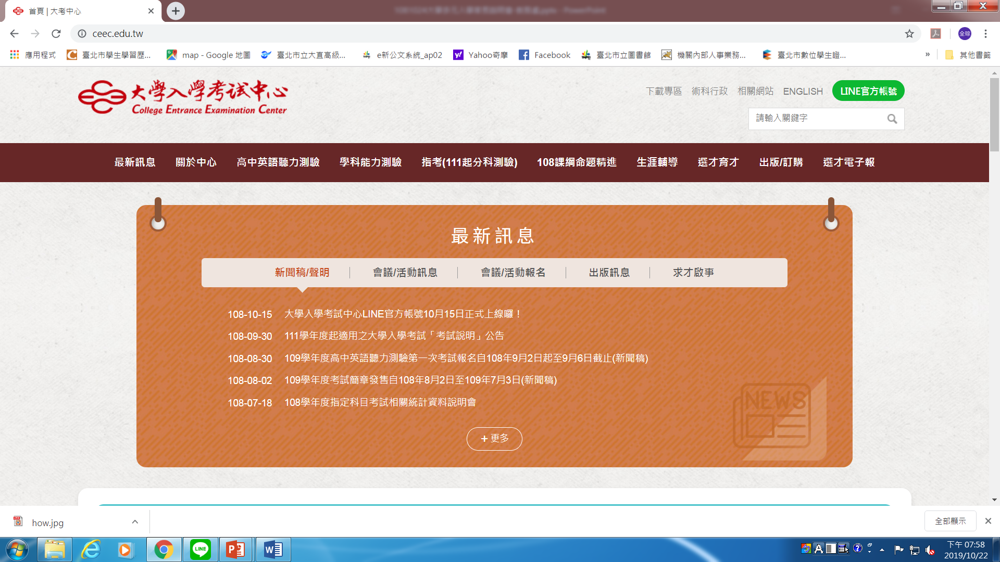 首頁 | 大考中心
ceec.edu.tw
全琮
應用程式 臺北市學生學習歷... map - Google 地圖 臺北市立大直高級... e新公文系統_ap02 Yahoo奇摩 Facebook 臺北市立圖書館 機關內部人事業務... 臺北市數位學生證... » 其他書籤
大學入學考試中心
College Entrance Examination Center
下載專區 術科行政 相關網站 ENGLISH LINE官方帳號
請輸入關鍵字
最新訊息 關於中心 高中英語聽力測驗 學科能力測驗 指考(111起分科測驗) 108課綱命題精進 生涯輔導 選才育才 出版/訂購 選才電子報
最新訊息
新聞稿/聲明 會議/活動訊息 會議/活動報名 出版訊息 求才啟事
108-10-15 大學入學考試中心LINE官方帳號10月15日正式上線囉！
108-09-30 111學年度起適用之大學入學考試「考試說明」公告
108-08-30 109學年度高中英語聽力測驗第一次考試報名自108年9月2日起至9月6日截止(新聞稿)
108-08-02 109學年度考試簡章發售自108年8月2日至109年7月3日(新聞稿)
108-07-18 108學年度指定科目考試相關統計資料說明會
NEWS
+ 更多
how.jpg
全部顯示
LINE
A
下午 07:58
2019/10/22